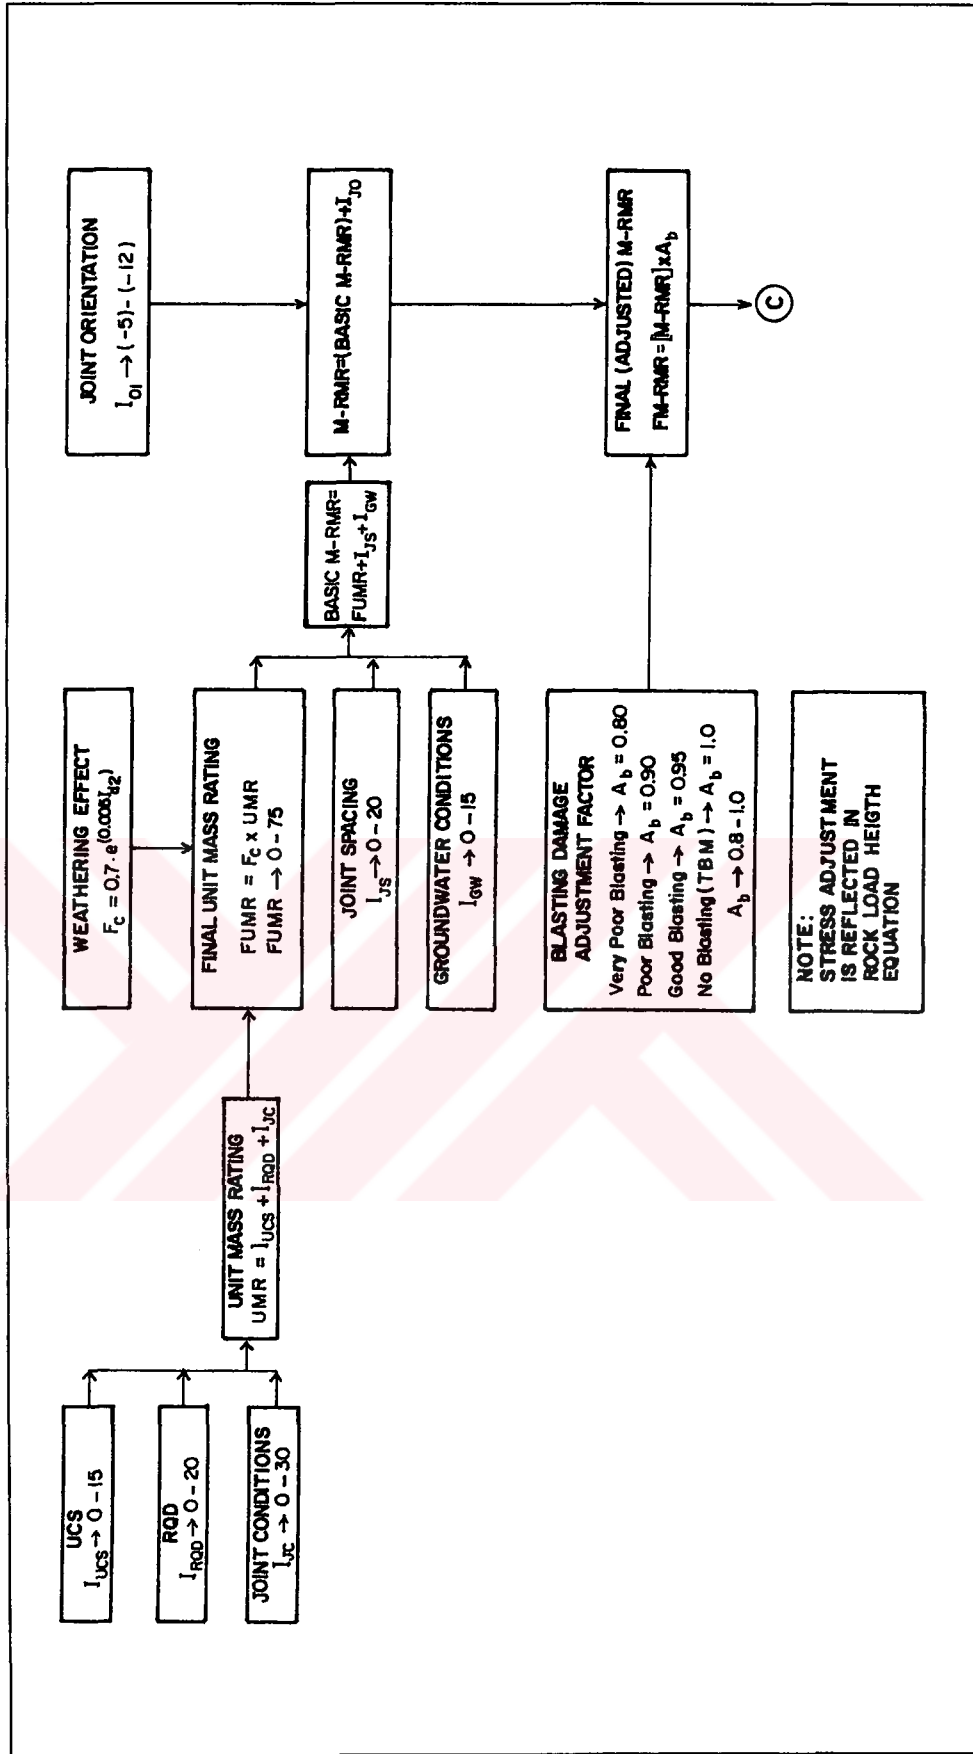 UCS
I_UCS → 0-15
RQD
I_RQD → 0-20
JOINT CONDITIONS
I_JC → 0-30
UNIT MASS RATING
UMR = I_UCS + I_RQD + I_JC
WEATHERING EFFECT
F_C = 0.7 · e^(0.005I_d2)
FINAL UNIT MASS RATING
FUMR = F_C x UMR
FUMR → 0-75
JOINT SPACING
I_JS → 0-20
GROUNDWATER CONDITIONS
I_GW → 0-15
BASIC M-RMR=
FUMR+I_JS+I_GW
JOINT ORIENTATION
I_OI → (-5)-(-12)
M-RMR=(BASIC M-RMR)+I_JO
BLASTING DAMAGE
ADJUSTMENT FACTOR
Very Poor Blasting → A_b = 0.80
Poor Blasting → A_b = 0.90
Good Blasting → A_b = 0.95
No Blasting (TBM) → A_b = 1.0
A_b → 0.8-1.0
FINAL (ADJUSTED) M-RMR
FM-RMR=[M-RMR]xA_b
C
NOTE:
STRESS ADJUSTMENT
IS REFLECTED IN
ROCK LOAD HEIGTH
EQUATION